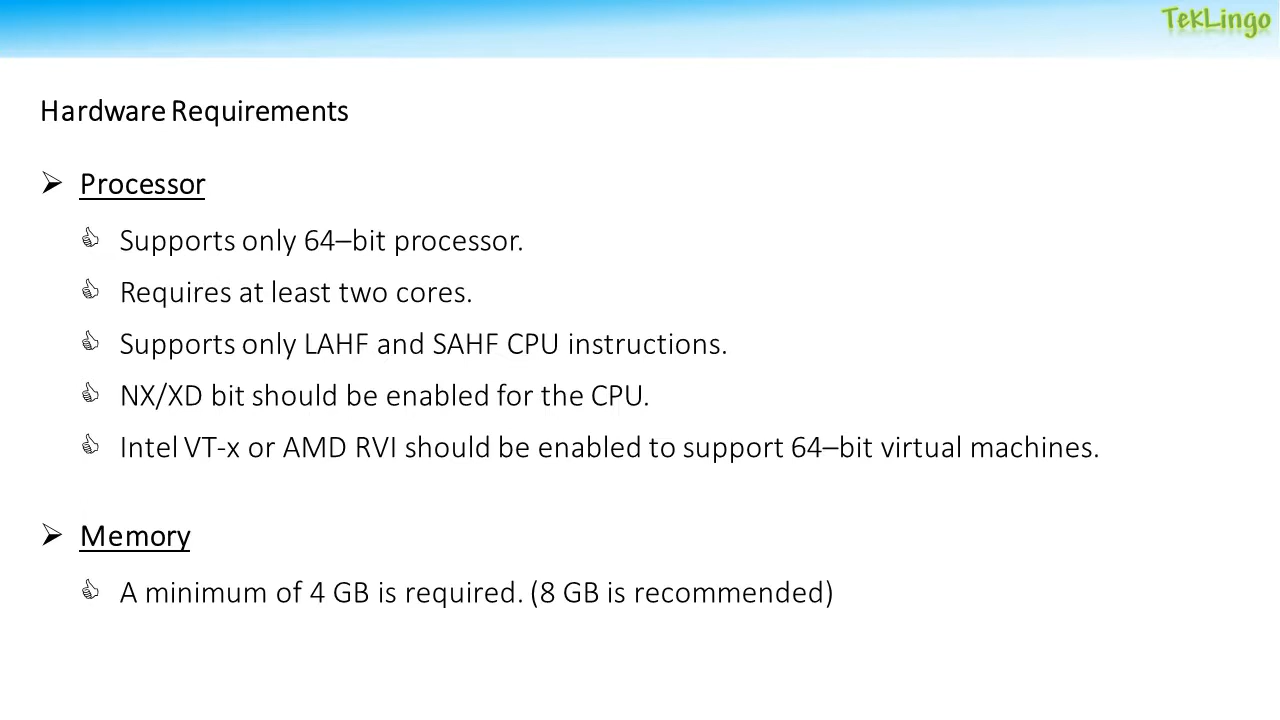 TekLingo
Hardware Requirements
Processor
Supports only 64–bit processor.
Requires at least two cores.
Supports only LAHF and SAHF CPU instructions.
NX/XD bit should be enabled for the CPU.
Intel VT-x or AMD RVI should be enabled to support 64–bit virtual machines.
Memory
A minimum of 4 GB is required. (8 GB is recommended)